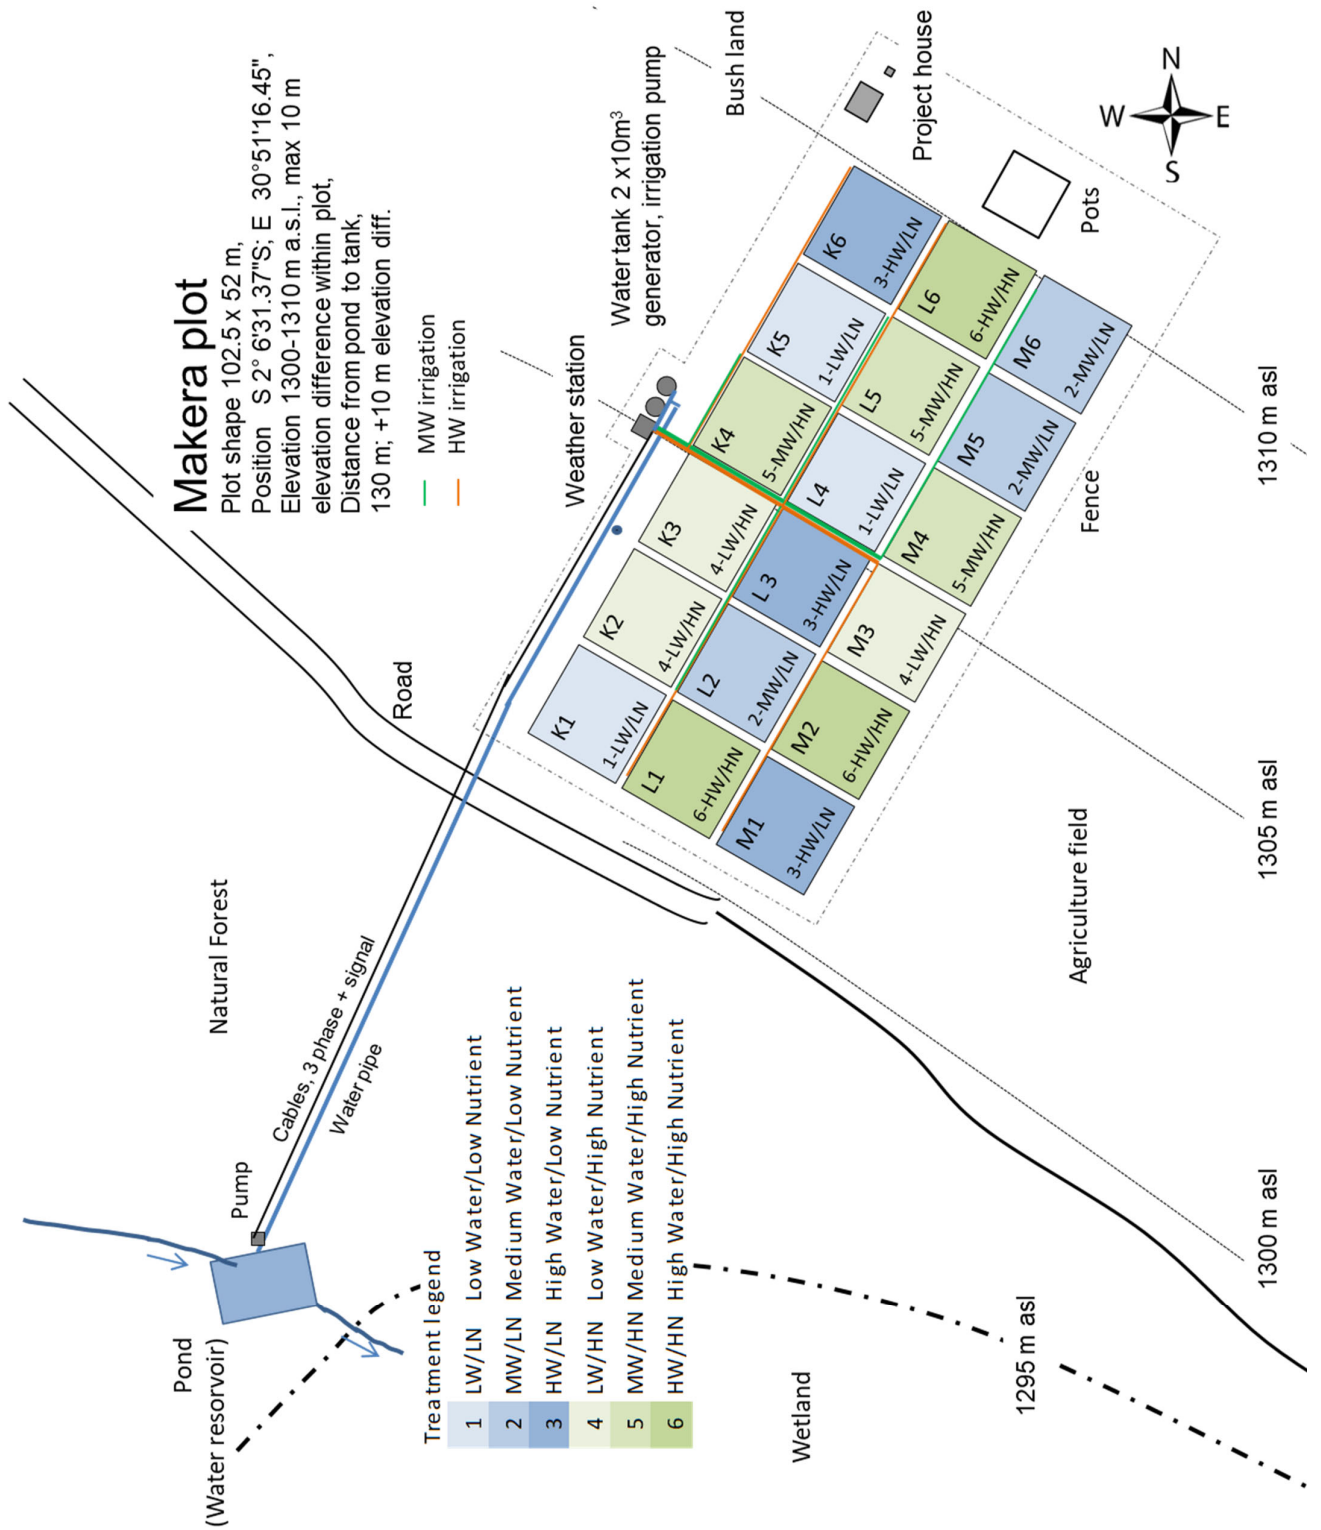 Makera plot
Plot shape 102.5 x 52 m,
Position S 2° 6'31.37"S; E 30°51'16.45",
Elevation 1300-1310 m a.s.l., max 10 m
elevation difference within plot,
Distance from pond to tank,
130 m; +10 m elevation diff.
MW irrigation
HW irrigation
Weather station
Water tank 2 x10m³
generator, irrigation pump
Bush land
Project house
Pots
N
W
E
S
Road
Natural Forest
Cables, 3 phase + signal
Water pipe
Pump
Pond
(Water resorvoir)
K1
1-LW/LN
K2
4-LW/HN
K3
4-LW/HN
K4
5-MW/HN
K5
1-LW/LN
K6
3-HW/LN
L1
6-HW/HN
L2
2-MW/LN
L3
3-HW/LN
L4
1-LW/LN
L5
5-MW/HN
L6
6-HW/HN
M1
3-HW/LN
M2
6-HW/HN
M3
4-LW/HN
M4
5-MW/HN
M5
2-MW/LN
M6
2-MW/LN
Fence
Agriculture field
Treatment legend
1 LW/LN Low Water/Low Nutrient
2 MW/LN Medium Water/Low Nutrient
3 HW/LN High Water/Low Nutrient
4 LW/HN Low Water/High Nutrient
5 MW/HN Medium Water/High Nutrient
6 HW/HN High Water/High Nutrient
Wetland
1295 m asl
1300 m asl
1305 m asl
1310 m asl